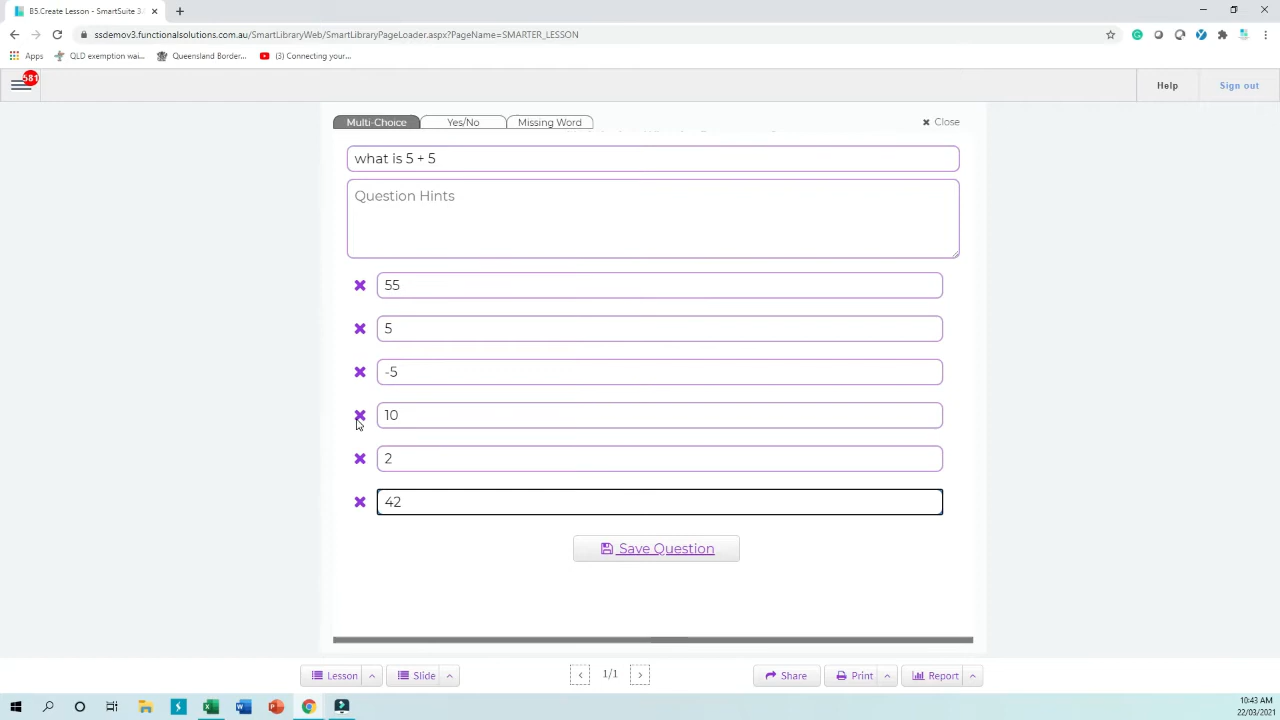 B5.Create Lesson - SmartSuite 3.
ssdemov3.functionalsolutions.com.au/SmartLibraryWeb/SmartLibraryPageLoader.aspx?PageName=SMARTER_LESSON
Apps QLD exemption wai... Queensland Border... (3) Connecting your...
581
Help Sign out
Multi-Choice Yes/No Missing Word Close
what is 5 + 5
Question Hints
55
5
-5
10
2
42
Save Question
Lesson Slide 1/1 Share Print Report
10:43 AM
22/03/2021